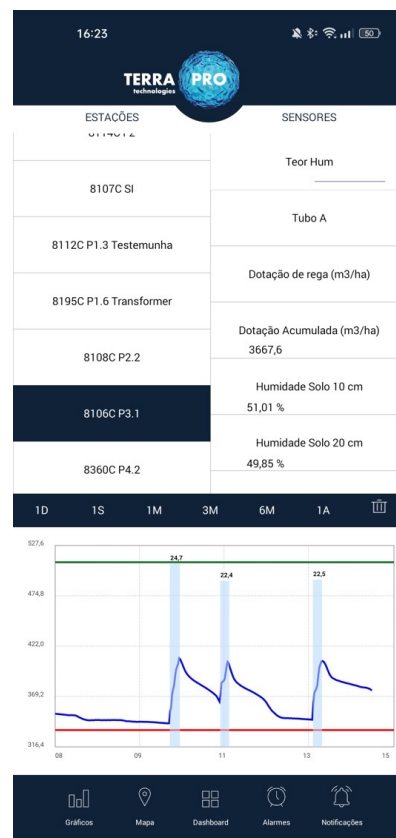 16:23
50
TERRA PRO
technologies
ESTAÇÕES
SENSORES
Teor Hum
8107C SI
Tubo A
8112C P1.3 Testemunha
Dotação de rega (m3/ha)
8195C P1.6 Transformer
Dotação Acumulada (m3/ha)
3667,6
8108C P2.2
Humidade Solo 10 cm
51,01 %
8106C P3.1
Humidade Solo 20 cm
49,85 %
8360C P4.2
1D 1S 1M 3M 6M 1A
527,6
24,7
22,4
22,5
474,8
422,0
369,2
316,4
08 09 11 13 15
Gráficos Mapa Dashboard Alarmes Notificações